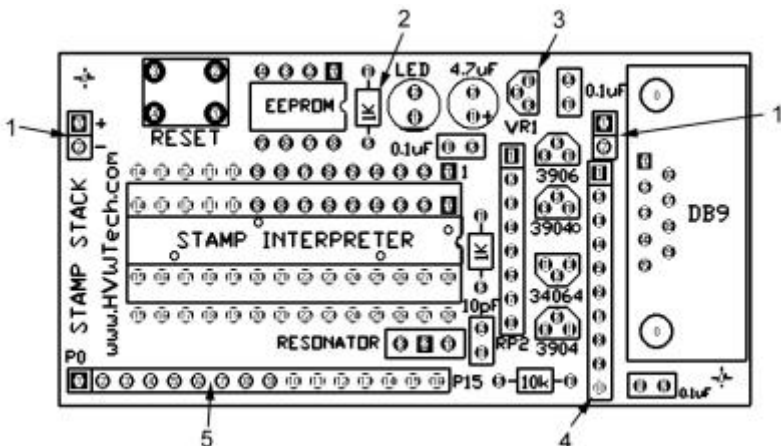 2
3
LED
4.7uF
1
+
-
EEPROM
1K
0.1uF
1
RESET
VR1
0.1uF
+
1
3906
STAMP STACK
www.HVWTech.com
STAMP INTERPRETER
1K
3904
DB9
34064
10pF
RESONATOR
RP2
3904
P0
P15
10k
0.1uF
5
4